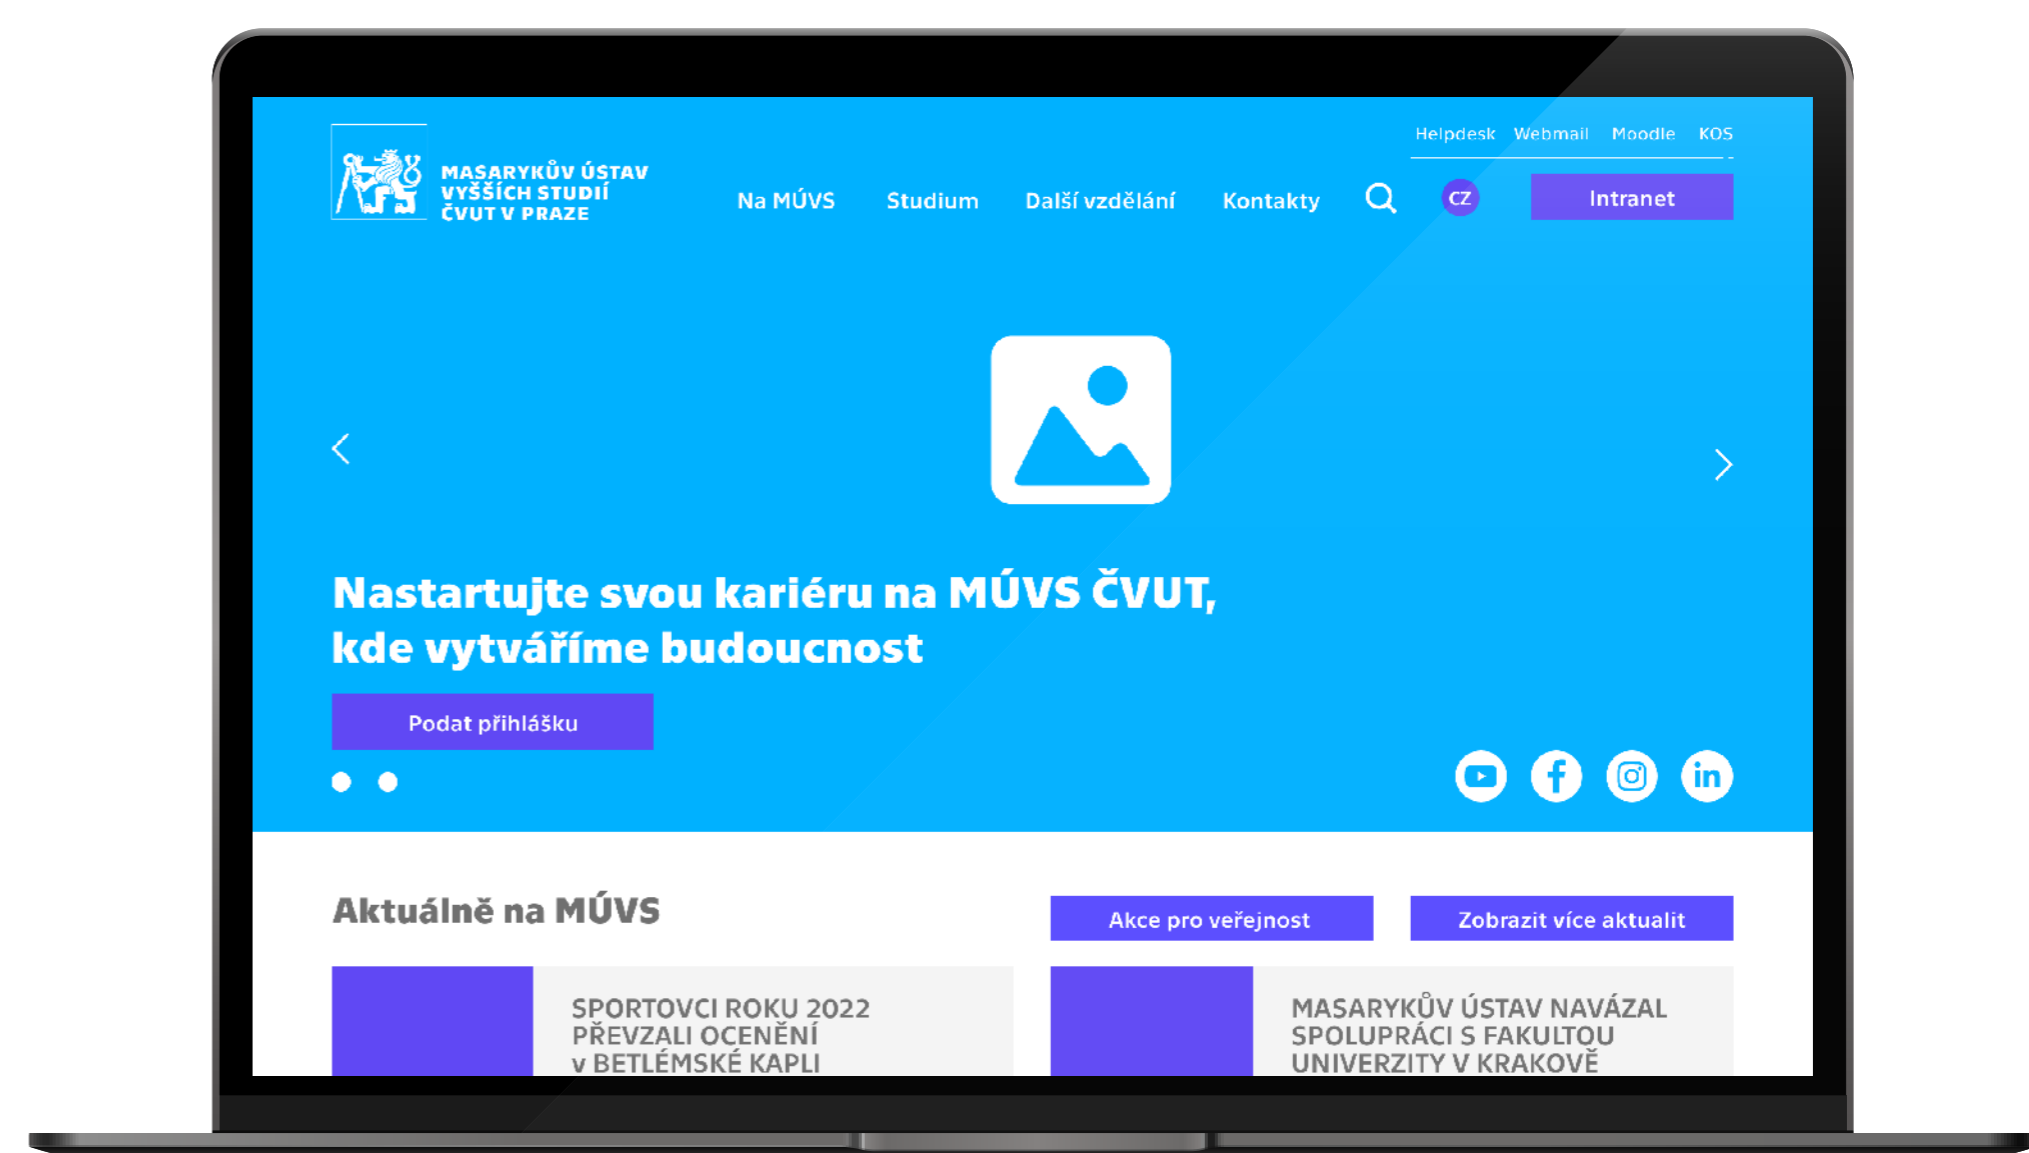 Helpdesk Webmail Moodle KOS
MASARYKŮV ÚSTAV
VYŠŠÍCH STUDIÍ
ČVUT V PRAZE
Na MÚVS Studium Další vzdělání Kontakty CZ Intranet
Nastartujte svou kariéru na MÚVS ČVUT,
kde vytváříme budoucnost
Podat přihlášku
in
Aktuálně na MÚVS
Akce pro veřejnost
Zobrazit více aktualit
SPORTOVCI ROKU 2022
PŘEVZALI OCENĚNÍ
v BETLÉMSKÉ KAPLI
MASARYKŮV ÚSTAV NAVÁZAL
SPOLUPRÁCI S FAKULTOU
UNIVERZITY V KRAKOVĚ